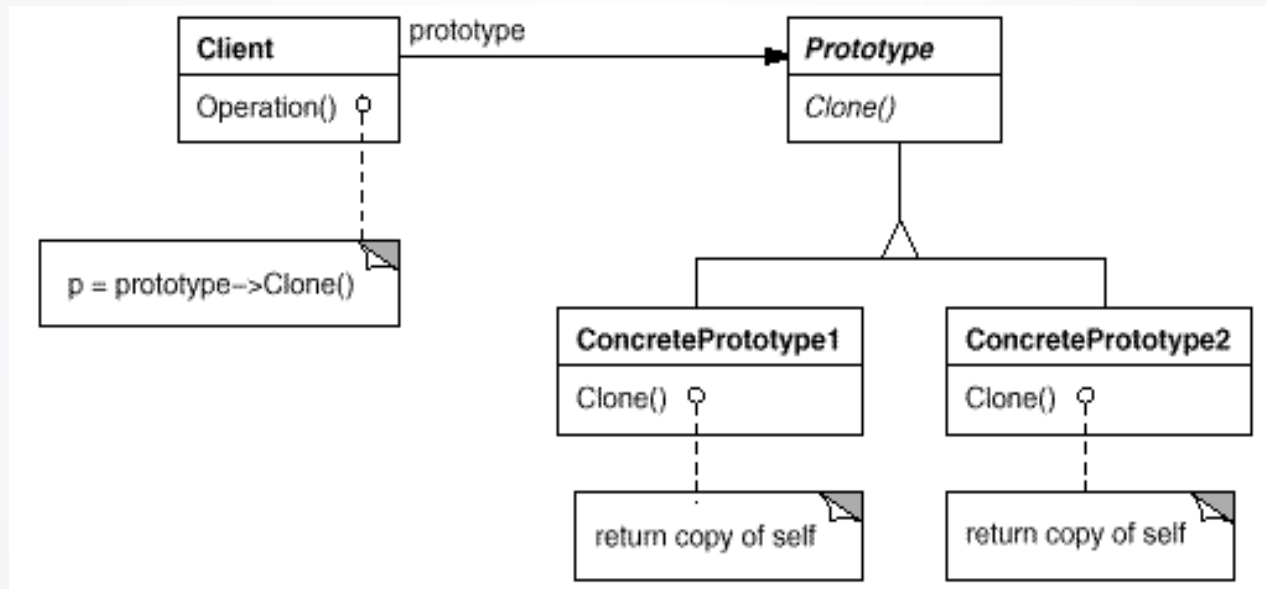 Client
prototype
Prototype
Operation()
Clone()
p = prototype->Clone()
ConcretePrototype1
ConcretePrototype2
Clone()
Clone()
return copy of self
return copy of self